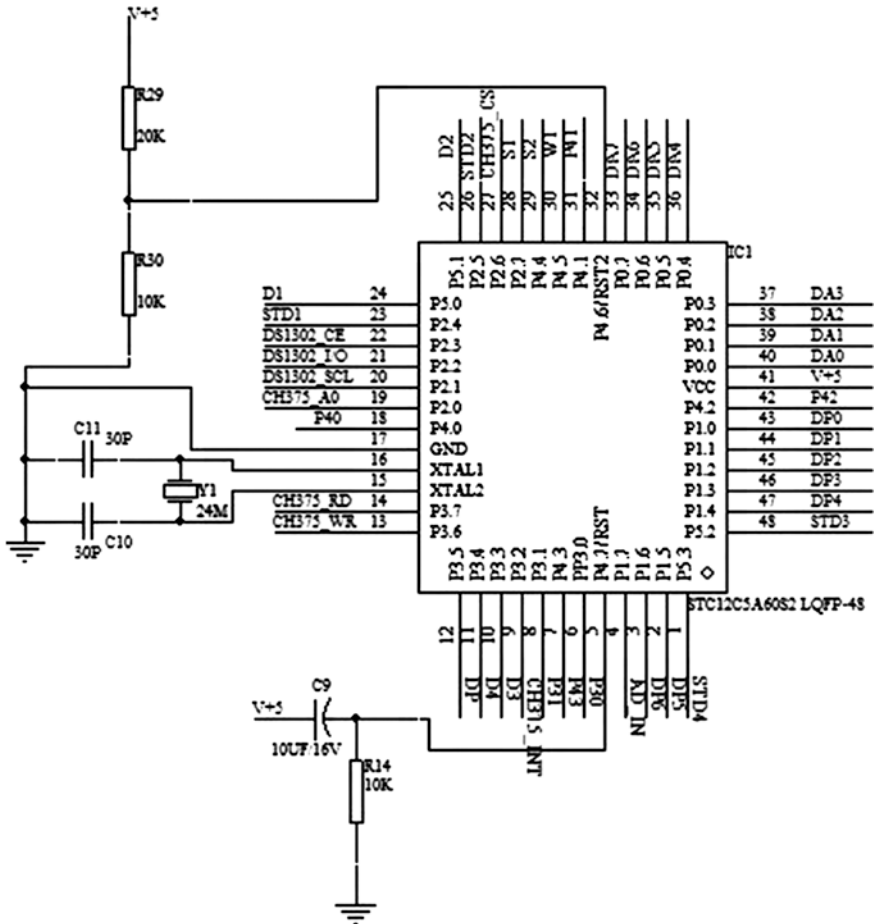 V+5
R29
20K
R30
10K
D2
STD2
CH375_CS
S1
S2
W1
P41
DA7
DA6
DA5
DA4
25
26
27
28
29
30
31
32
33
34
35
36
P5.1
P2.5
P2.6
P2.7
P4.4
P4.5
P4.1
P4.6/RST2
P0.7
P0.6
P0.5
P0.4
IC1
D1 24 P5.0
STD1 23 P2.4
DS1302_CE 22 P2.3
DS1302_I/O 21 P2.2
DS1302_SCL 20 P2.1
CH375_A0 19 P2.0
P40 18 P4.0
17 GND
16 XTAL1
15 XTAL2
CH375_RD 14 P3.7
CH375_WR 13 P3.6
P0.3 37 DA3
P0.2 38 DA2
P0.1 39 DA1
P0.0 40 DA0
VCC 41 V+5
P4.2 42 P42
P1.0 43 DP0
P1.1 44 DP1
P1.2 45 DP2
P1.3 46 DP3
P1.4 47 DP4
P5.2 48 STD3
C11
30P
Y1
24M
30P
C10
P3.5
P3.4
P3.3
P3.2
P3.1
P4.3
PP3.0
P4.7/RST
P1.7
P1.6
P1.5
P5.3
STC12C5A60S2 LQFP-48
12
11
10
9
8
7
6
5
4
3
2
1
DP
D4
D3
CH375_INT
P31
P43
P30
AD_IN
DP6
DP5
STD4
V+5
C9
10UF/16V
R14
10K